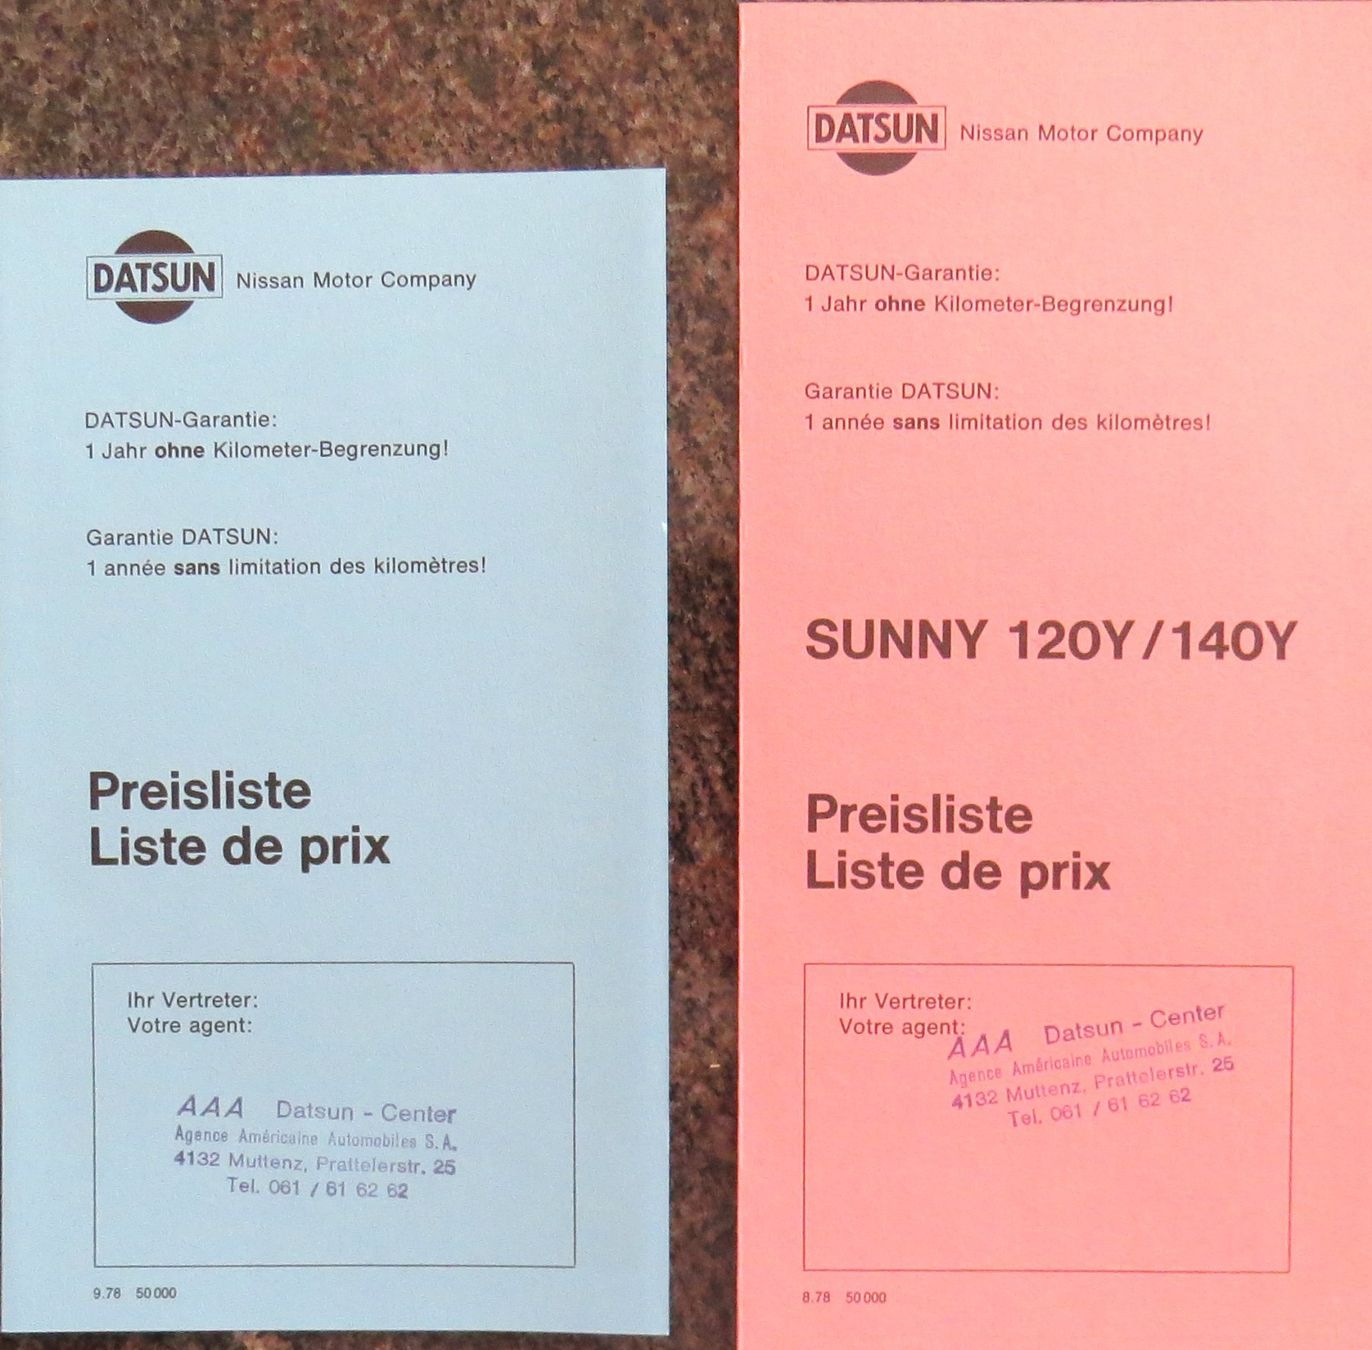 DATSUN Nissan Motor Company
DATSUN-Garantie:
1 Jahr ohne Kilometer-Begrenzung!
Garantie DATSUN:
1 année sans limitation des kilomètres!
Preisliste
Liste de prix
Ihr Vertreter:
Votre agent:
AAA Datsun - Center
Agence Américaine Automobiles S.A.
4132 Muttenz, Prattelerstr. 25
Tel. 061 / 61 62 62
9.78 50 000
DATSUN Nissan Motor Company
DATSUN-Garantie:
1 Jahr ohne Kilometer-Begrenzung!
Garantie DATSUN:
1 année sans limitation des kilomètres!
SUNNY 120Y/140Y
Preisliste
Liste de prix
Ihr Vertreter:
Votre agent:
AAA Datsun - Center
Agence Américaine Automobiles S.A.
4132 Muttenz, Prattelerstr. 25
Tel. 061 / 61 62 62
8.78 50 000